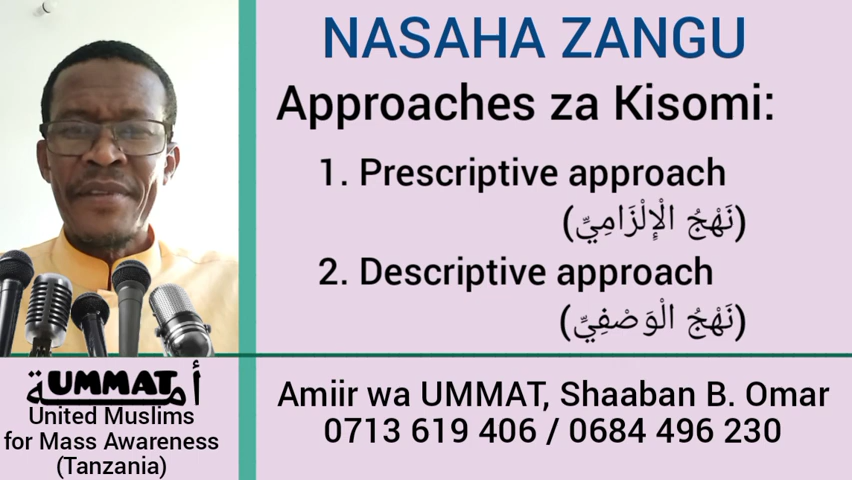 NASAHA ZANGU
Approaches za Kisomi:
1. Prescriptive approach
(نَهْجُ الْإِلْزَامِيِّ)
2. Descriptive approach
(نَهْجُ الْوَصْفِيِّ)
أمة
UMMAT
United Muslims
for Mass Awareness
(Tanzania)
Amiir wa UMMAT, Shaaban B. Omar
0713 619 406 / 0684 496 230